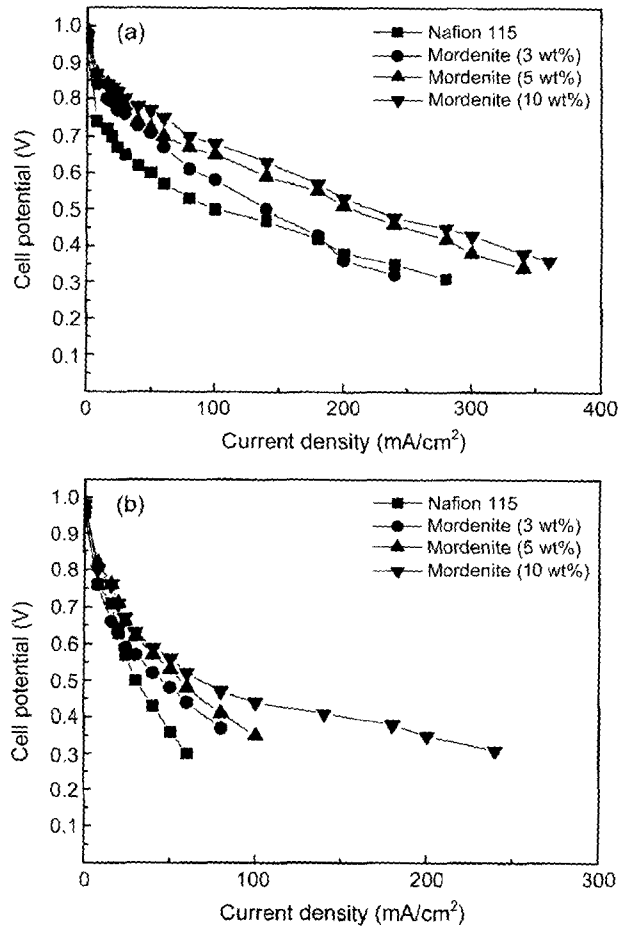 (a)
Nafion 115
Mordenite (3 wt%)
Mordenite (5 wt%)
Mordenite (10 wt%)
1.0
0.9
0.8
0.7
0.6
0.5
0.4
0.3
0.2
0.1
Cell potential (V)
0 100 200 300 400
Current density (mA/cm²)
(b)
Nafion 115
Mordenite (3 wt%)
Mordenite (5 wt%)
Mordenite (10 wt%)
1.0
0.9
0.8
0.7
0.6
0.5
0.4
0.3
0.2
0.1
Cell potential (V)
0 100 200 300
Current density (mA/cm²)